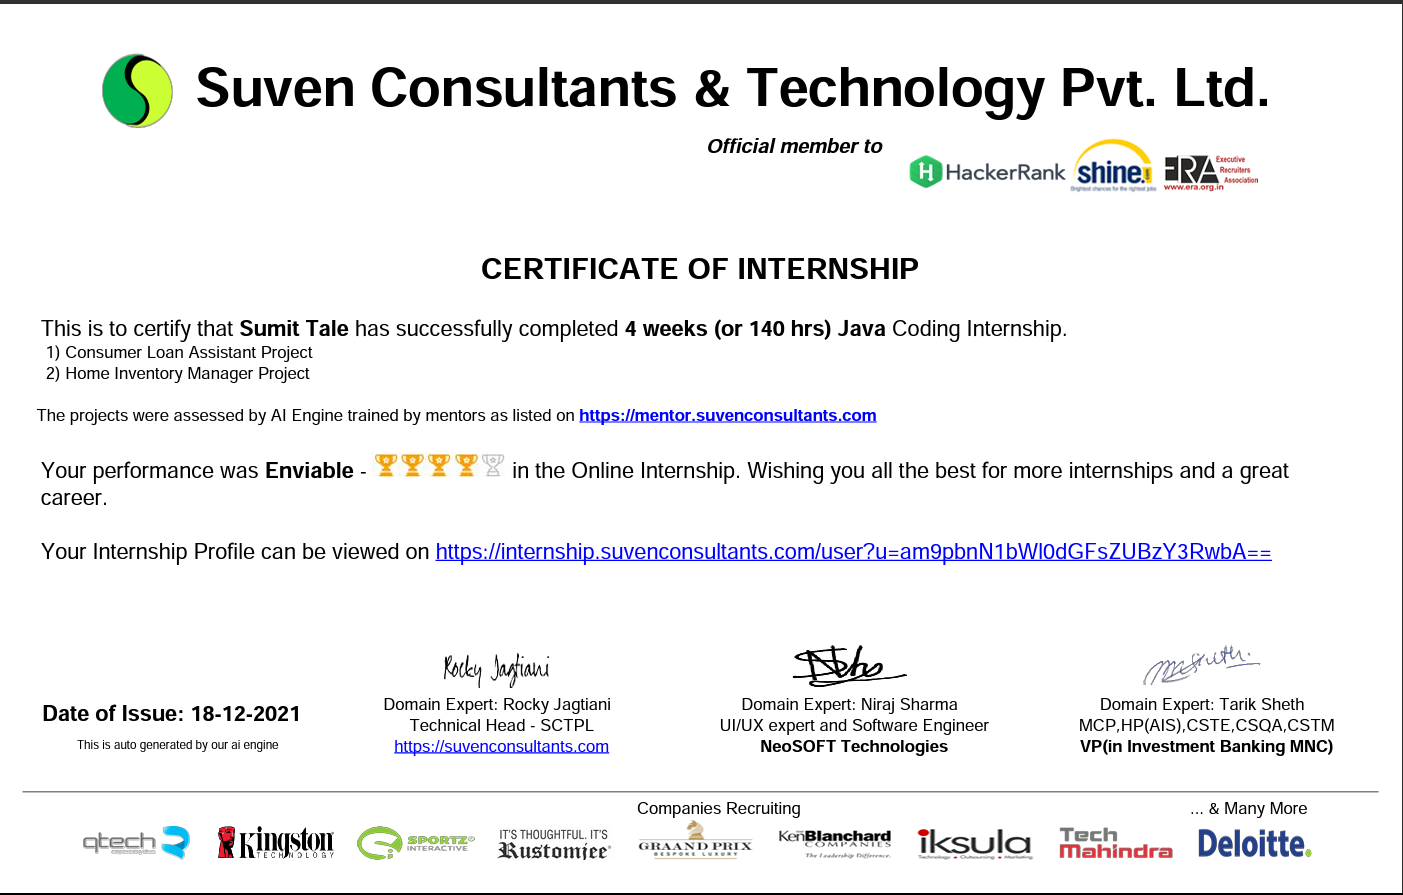 Suven Consultants & Technology Pvt. Ltd.
Official member to
HackerRank
shine.com
Brightest chances for the rightest jobs
ERA Executive Recruiters Association
www.era.org.in
CERTIFICATE OF INTERNSHIP
This is to certify that Sumit Tale has successfully completed 4 weeks (or 140 hrs) Java Coding Internship.
1) Consumer Loan Assistant Project
2) Home Inventory Manager Project
The projects were assessed by AI Engine trained by mentors as listed on https://mentor.suvenconsultants.com
Your performance was Enviable - in the Online Internship. Wishing you all the best for more internships and a great
career.
Your Internship Profile can be viewed on https://internship.suvenconsultants.com/user?u=am9pbnN1bWl0dGFsZUBzY3RwbA==
Rocky Jagtiani
Date of Issue: 18-12-2021
This is auto generated by our ai engine
Domain Expert: Rocky Jagtiani
Technical Head - SCTPL
https://suvenconsultants.com
Domain Expert: Niraj Sharma
UI/UX expert and Software Engineer
NeoSOFT Technologies
Domain Expert: Tarik Sheth
MCP,HP(AIS),CSTE,CSQA,CSTM
VP(in Investment Banking MNC)
Companies Recruiting
... & Many More
qtech
Kingston
TECHNOLOGY
SPORTZ
INTERACTIVE
IT'S THOUGHTFUL. IT'S
Rustomjee
GRAAND PRIX
BESPOKE LUXURY
KenBlanchard
COMPANIES
The Leadership Difference.
iksula
Technology • Outsourcing • Marketing
Tech
Mahindra
Deloitte.